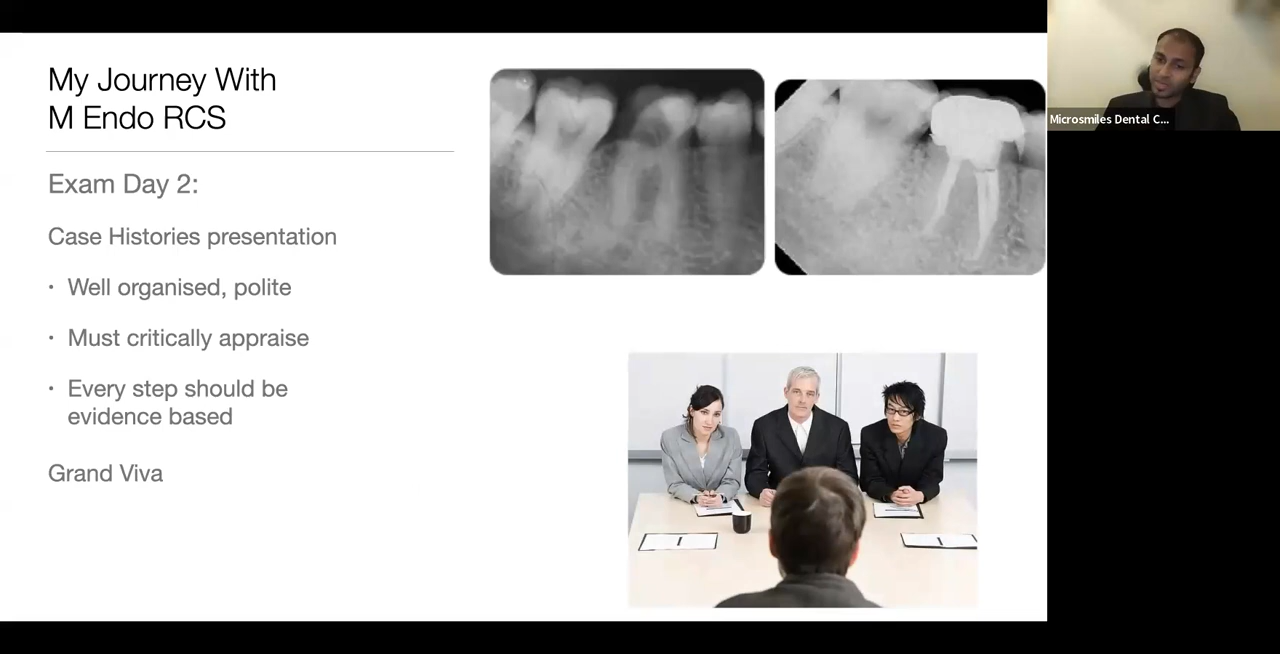 My Journey With
M Endo RCS
Exam Day 2:
Case Histories presentation
• Well organised, polite
• Must critically appraise
• Every step should be
evidence based
Grand Viva
Microsmiles Dental C...